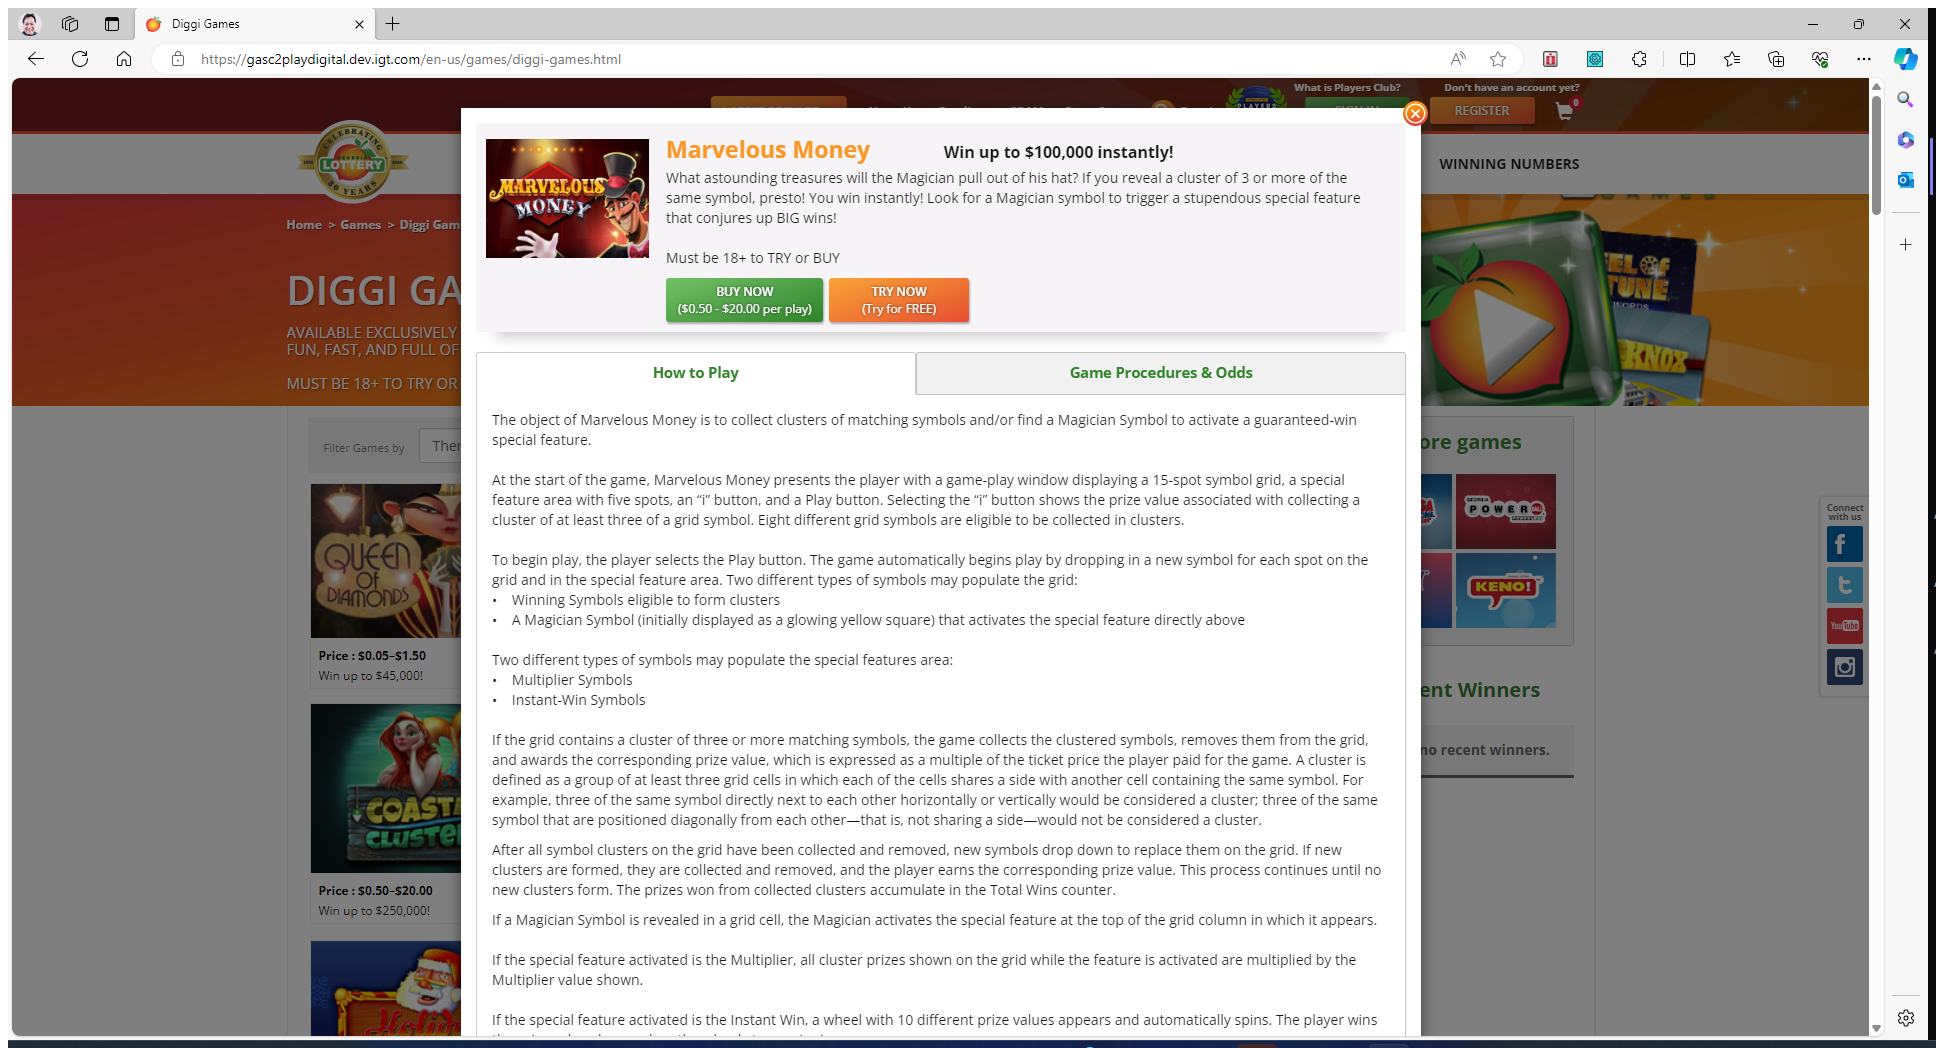 Diggi Games
https://gasc2playdigital.dev.igt.com/en-us/games/diggi-games.html
What is Players Club?
Don't have an account yet?
PLAYERS
REGISTER
0
CELEBRATING
LOTTERY
30 YEARS
WINNING NUMBERS
Home > Games > Diggi Gam
DIGGI GA
AVAILABLE EXCLUSIVELY
FUN, FAST, AND FULL OF
MUST BE 18+ TO TRY OR
Filter Games by
Ther
QUEEN
OF
DIAMONDS
Price : $0.05–$1.50
Win up to $45,000!
COASTA
CLUSTE
Price : $0.50–$20.00
Win up to $250,000!
Holid
MARVELOUS
MONEY
Marvelous Money
Win up to $100,000 instantly!
What astounding treasures will the Magician pull out of his hat? If you reveal a cluster of 3 or more of the
same symbol, presto! You win instantly! Look for a Magician symbol to trigger a stupendous special feature
that conjures up BIG wins!
Must be 18+ to TRY or BUY
BUY NOW
($0.50 - $20.00 per play)
TRY NOW
(Try for FREE)
How to Play
Game Procedures & Odds
The object of Marvelous Money is to collect clusters of matching symbols and/or find a Magician Symbol to activate a guaranteed-win
special feature.
At the start of the game, Marvelous Money presents the player with a game-play window displaying a 15-spot symbol grid, a special
feature area with five spots, an “i” button, and a Play button. Selecting the “i” button shows the prize value associated with collecting a
cluster of at least three of a grid symbol. Eight different grid symbols are eligible to be collected in clusters.
To begin play, the player selects the Play button. The game automatically begins play by dropping in a new symbol for each spot on the
grid and in the special feature area. Two different types of symbols may populate the grid:
• Winning Symbols eligible to form clusters
• A Magician Symbol (initially displayed as a glowing yellow square) that activates the special feature directly above
Two different types of symbols may populate the special features area:
• Multiplier Symbols
• Instant-Win Symbols
If the grid contains a cluster of three or more matching symbols, the game collects the clustered symbols, removes them from the grid,
and awards the corresponding prize value, which is expressed as a multiple of the ticket price the player paid for the game. A cluster is
defined as a group of at least three grid cells in which each of the cells shares a side with another cell containing the same symbol. For
example, three of the same symbol directly next to each other horizontally or vertically would be considered a cluster; three of the same
symbol that are positioned diagonally from each other—that is, not sharing a side—would not be considered a cluster.
After all symbol clusters on the grid have been collected and removed, new symbols drop down to replace them on the grid. If new
clusters are formed, they are collected and removed, and the player earns the corresponding prize value. This process continues until no
new clusters form. The prizes won from collected clusters accumulate in the Total Wins counter.
If a Magician Symbol is revealed in a grid cell, the Magician activates the special feature at the top of the grid column in which it appears.
If the special feature activated is the Multiplier, all cluster prizes shown on the grid while the feature is activated are multiplied by the
Multiplier value shown.
If the special feature activated is the Instant Win, a wheel with 10 different prize values appears and automatically spins. The player wins
GAMES
EEL OF
TUNE
WORDS
KNOX
ore games
GEORGIA
POWERBALL
KENO!
ent Winners
no recent winners.
Connect
with us
f
t
YouTube